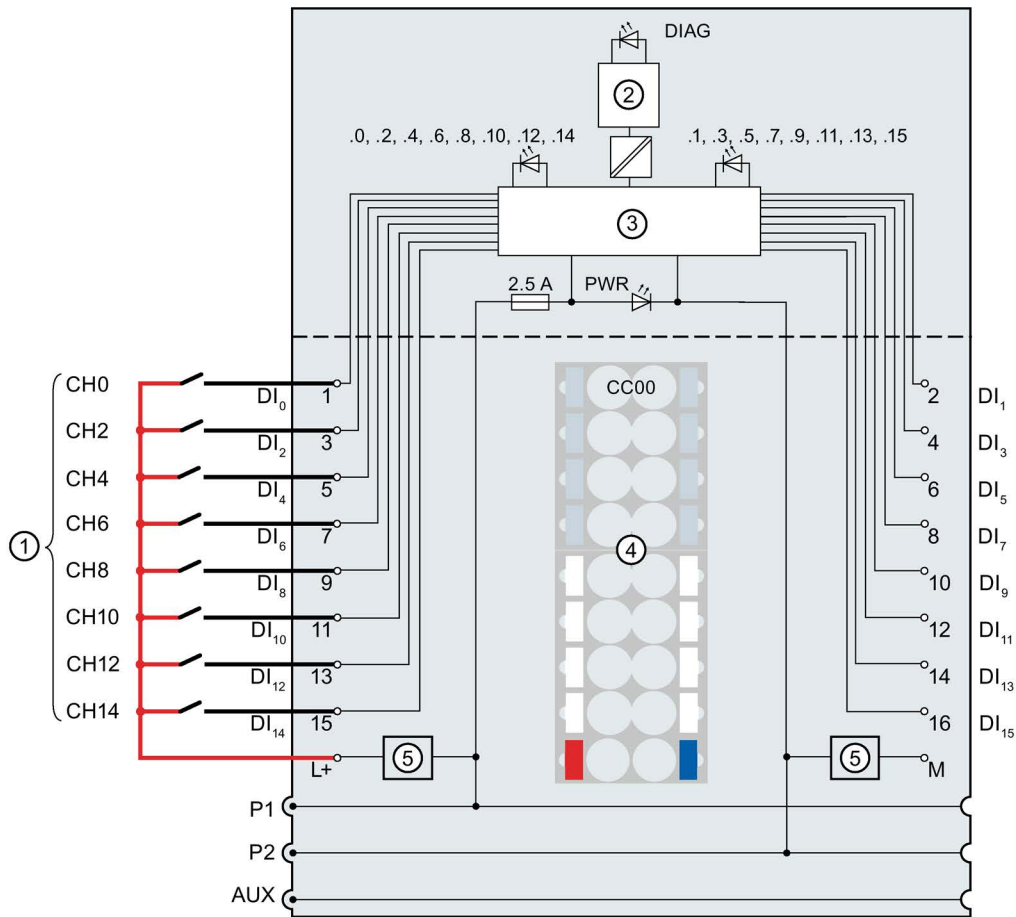 DIAG
2
.0, .2, .4, .6, .8, .10, .12, .14
.1, .3, .5, .7, .9, .11, .13, .15
3
2.5 A
PWR
1
CH0
CH2
CH4
CH6
CH8
CH10
CH12
CH14
DI0
1
DI2
3
DI4
5
DI6
7
DI8
9
DI10
11
DI12
13
DI14
15
L+
5
CC00
4
2
DI1
4
DI3
6
DI5
8
DI7
10
DI9
12
DI11
14
DI13
16
DI15
5
M
P1
P2
AUX